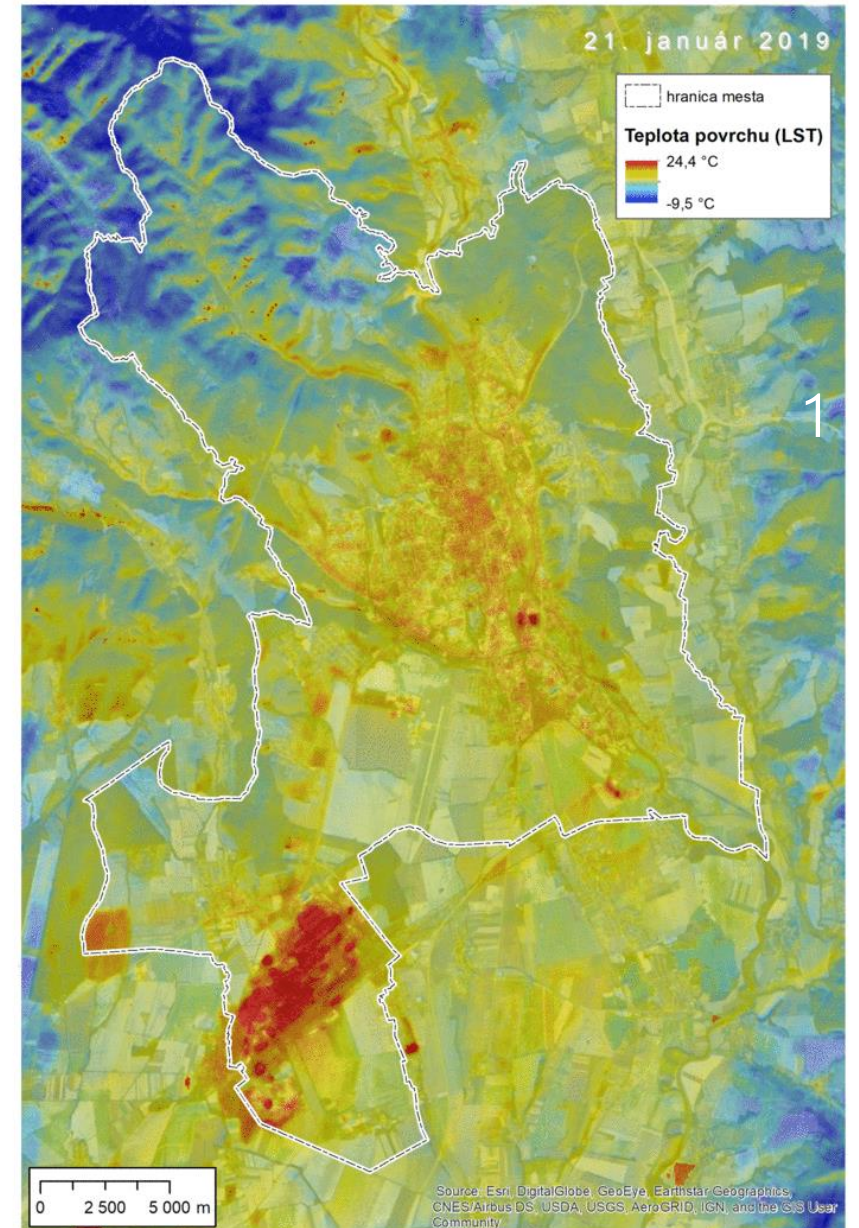 21. január 2019
hranica mesta
Teplota povrchu (LST)
24,4 °C
-9,5 °C
1
0 2 500 5 000 m
Source: Esri, DigitalGlobe, GeoEye, Earthstar Geographics,
CNES/Airbus DS, USDA, USGS, AeroGRID, IGN, and the GIS User
Community